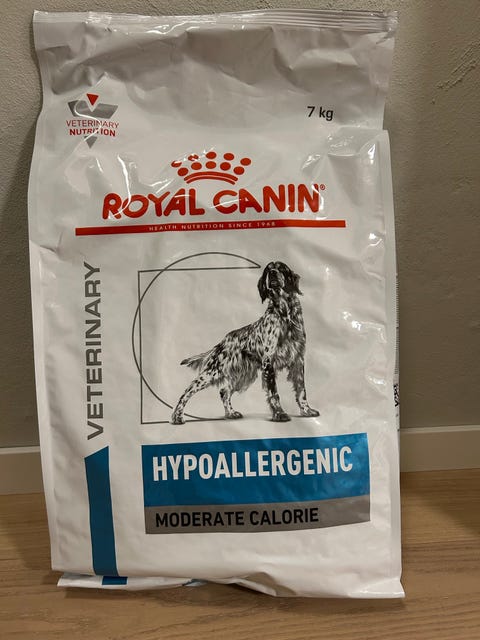 VETERINARY
NUTRITION
7 kg
ROYAL CANIN®
HEALTH NUTRITION SINCE 1968
VETERINARY
HYPOALLERGENIC
MODERATE CALORIE